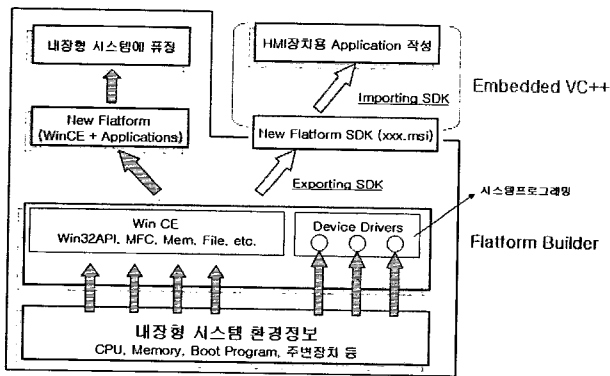 내장형 시스템에 퓨징
HMI장치용 Application 작성
Importing SDK
Embedded VC++
New Flatform
(WinCE + Applications)
New Flatform SDK (xxx.msi)
Exporting SDK
시스템프로그래밍
Win CE
Win32API, MFC, Mem. File, etc.
Device Drivers
Flatform Builder
내장형 시스템 환경정보
CPU, Memory, Boot Program, 주변장치 등